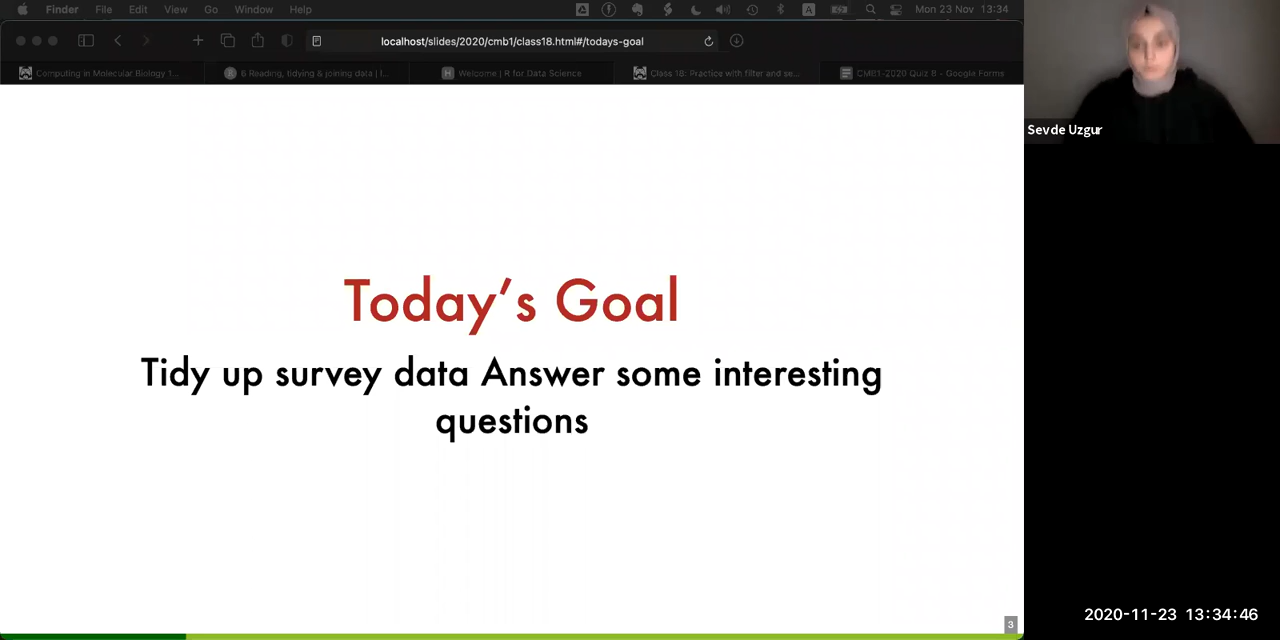 Finder File Edit View Go Window Help
A
Mon 23 Nov 13:34
localhost/slides/2020/cmb1/class18.html#/todays-goal
Computing in Molecular Biology 1...
6 Reading, tidying & joining data | I...
Welcome | R for Data Science
Class 18: Practice with filter and se...
CMB1-2020 Quiz 8 - Google Forms
Sevde Uzgur
Today’s Goal
Tidy up survey data Answer some interesting
questions
3
2020-11-23 13:34:46